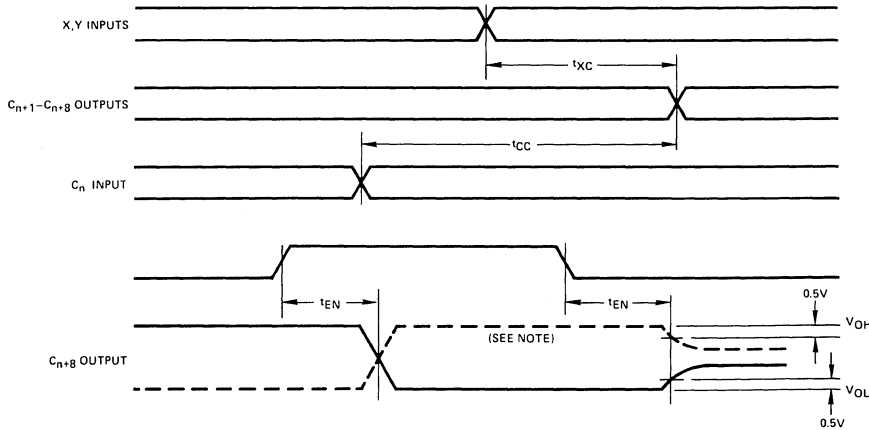 X,Y INPUTS
tXC
Cn+1–Cn+8 OUTPUTS
tCC
Cn INPUT
tEN
tEN
0.5V
VOH
(SEE NOTE)
Cn+8 OUTPUT
VOL
0.5V